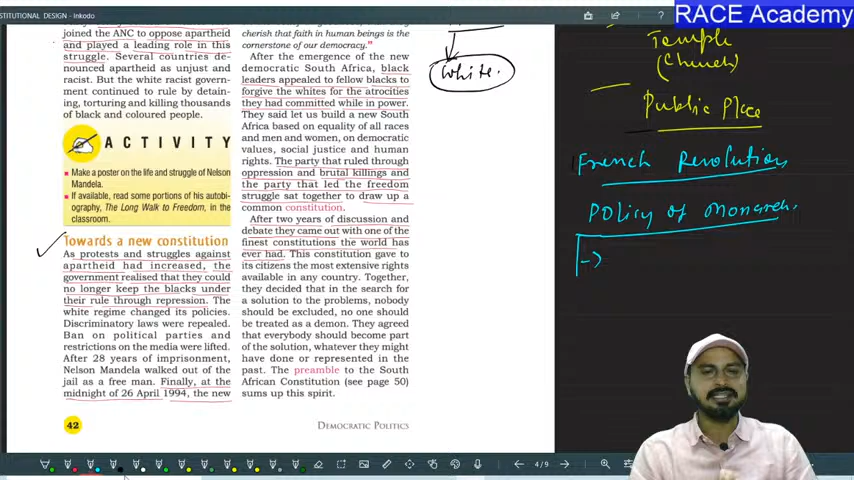 ITUTIONAL DESIGN - Inkodo
RACE Academy
joined the ANC to oppose apartheid
and played a leading role in this
struggle. Several countries de-
nounced apartheid as unjust and
racist. But the white racist govern-
ment continued to rule by detain-
ing, torturing and killing thousands
of black and coloured people.
ACTIVITY
Make a poster on the life and struggle of Nelson
Mandela.
If available, read some portions of his autobi-
ography, The Long Walk to Freedom, in the
classroom.
Towards a new constitution
As protests and struggles against
apartheid had increased, the
government realised that they could
no longer keep the blacks under
their rule through repression. The
white regime changed its policies.
Discriminatory laws were repealed.
Ban on political parties and
restrictions on the media were lifted.
After 28 years of imprisonment,
Nelson Mandela walked out of the
jail as a free man. Finally, at the
midnight of 26 April 1994, the new
42
cherish that faith in human beings is the
cornerstone of our democracy."
After the emergence of the new
democratic South Africa, black
leaders appealed to fellow blacks to
forgive the whites for the atrocities
they had committed while in power.
They said let us build a new South
Africa based on equality of all races
and men and women, on democratic
values, social justice and human
rights. The party that ruled through
oppression and brutal killings and
the party that led the freedom
struggle sat together to draw up a
common constitution.
After two years of discussion and
debate they came out with one of the
finest constitutions the world has
ever had. This constitution gave to
its citizens the most extensive rights
available in any country. Together,
they decided that in the search for
a solution to the problems, nobody
should be excluded, no one should
be treated as a demon. They agreed
that everybody should become part
of the solution, whatever they might
have done or represented in the
past. The preamble to the South
African Constitution (see page 50)
sums up this spirit.
DEMOCRATIC POLITICS
White.
Temple
(Church)
Public Place
French Revolution,
Policy of Monarch.
4/9